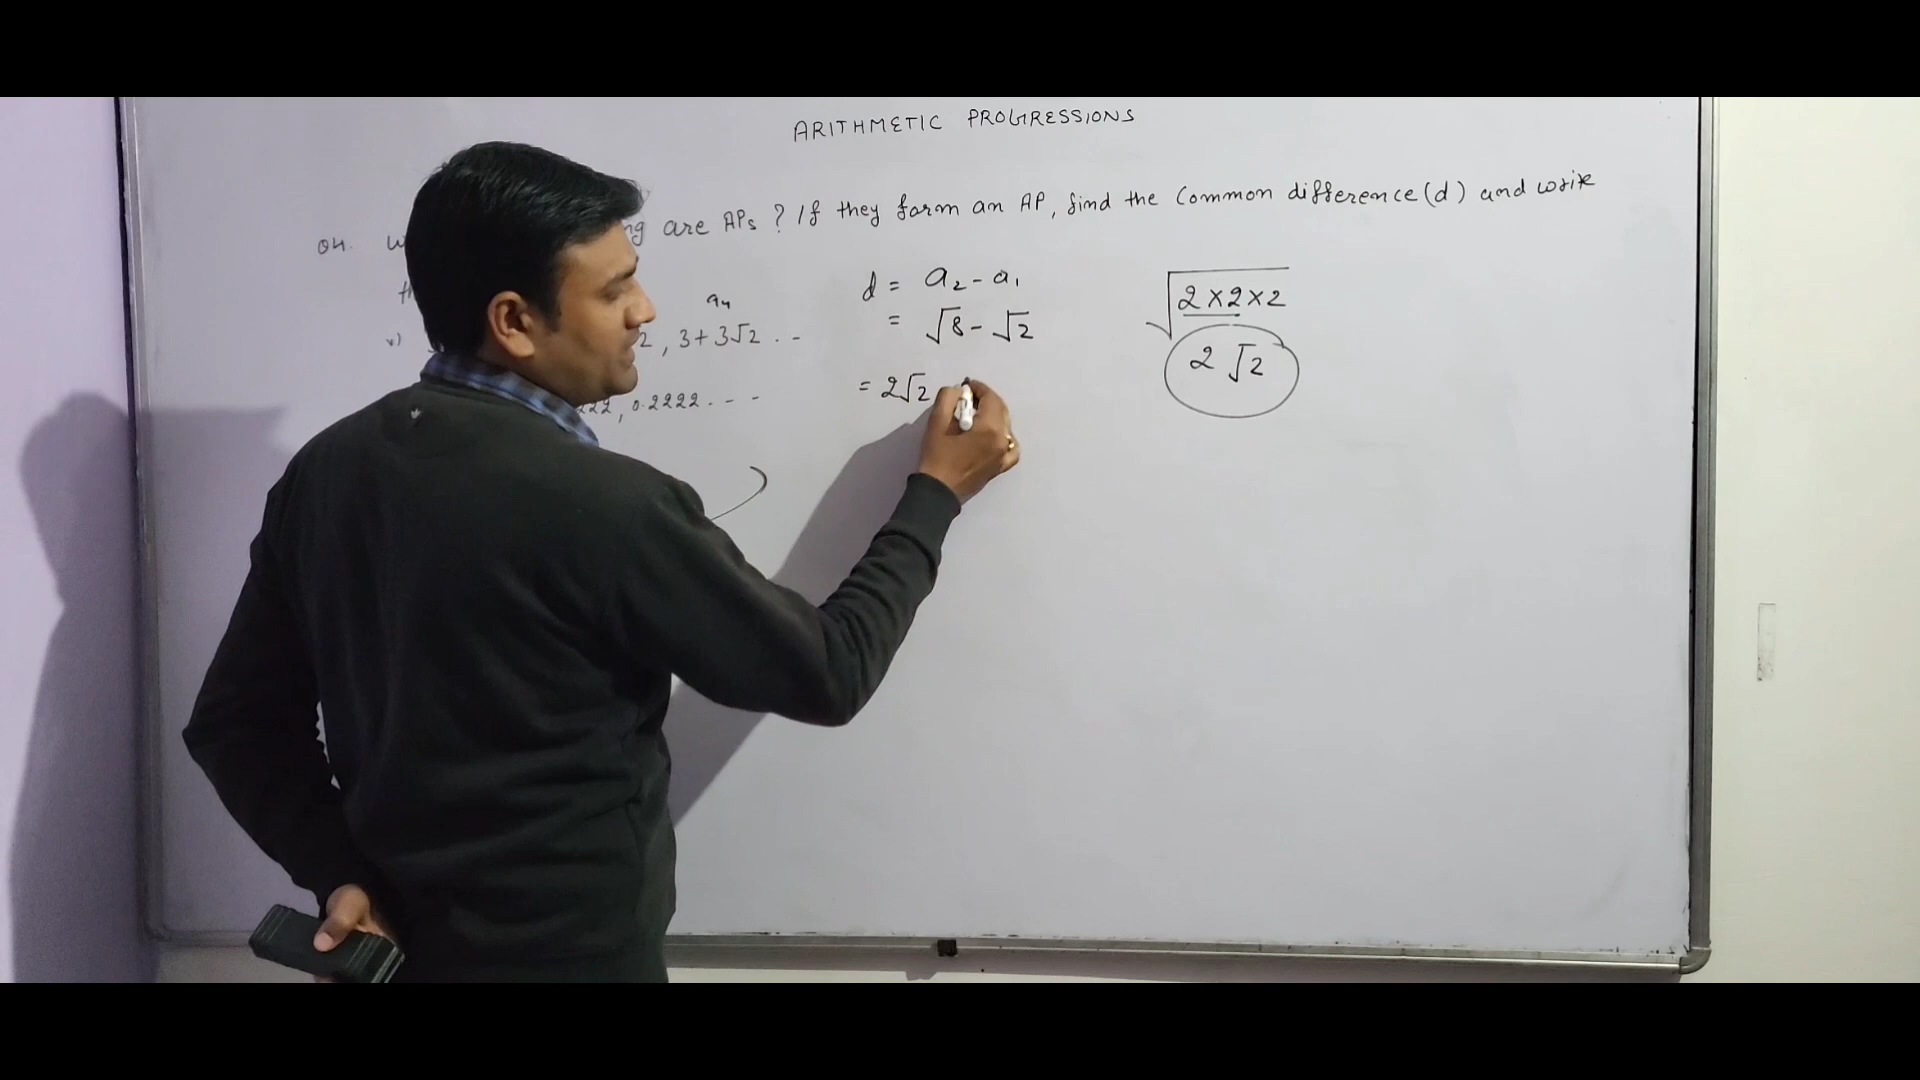 ARITHMETIC PROGRESSIONS
Q4. are APs ? If they form an AP, find the Common difference (d) and write
a₄
v) 2, 3+3√2 . --
222, 0.2222. - -
d = a₂ - a₁
= √8 - √2
= 2√2
√2×2×2
2√2